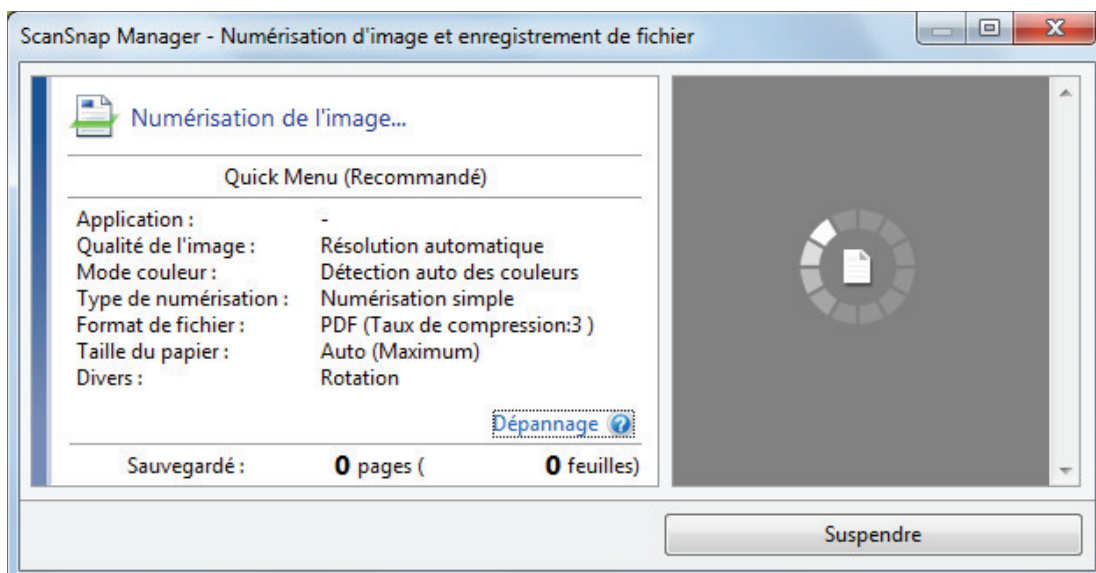 ScanSnap Manager - Numérisation d'image et enregistrement de fichier
Numérisation de l'image...
Quick Menu (Recommandé)
Application : -
Qualité de l'image : Résolution automatique
Mode couleur : Détection auto des couleurs
Type de numérisation : Numérisation simple
Format de fichier : PDF (Taux de compression:3 )
Taille du papier : Auto (Maximum)
Divers : Rotation
Dépannage ?
Sauvegardé : 0 pages ( 0 feuilles)
Suspendre